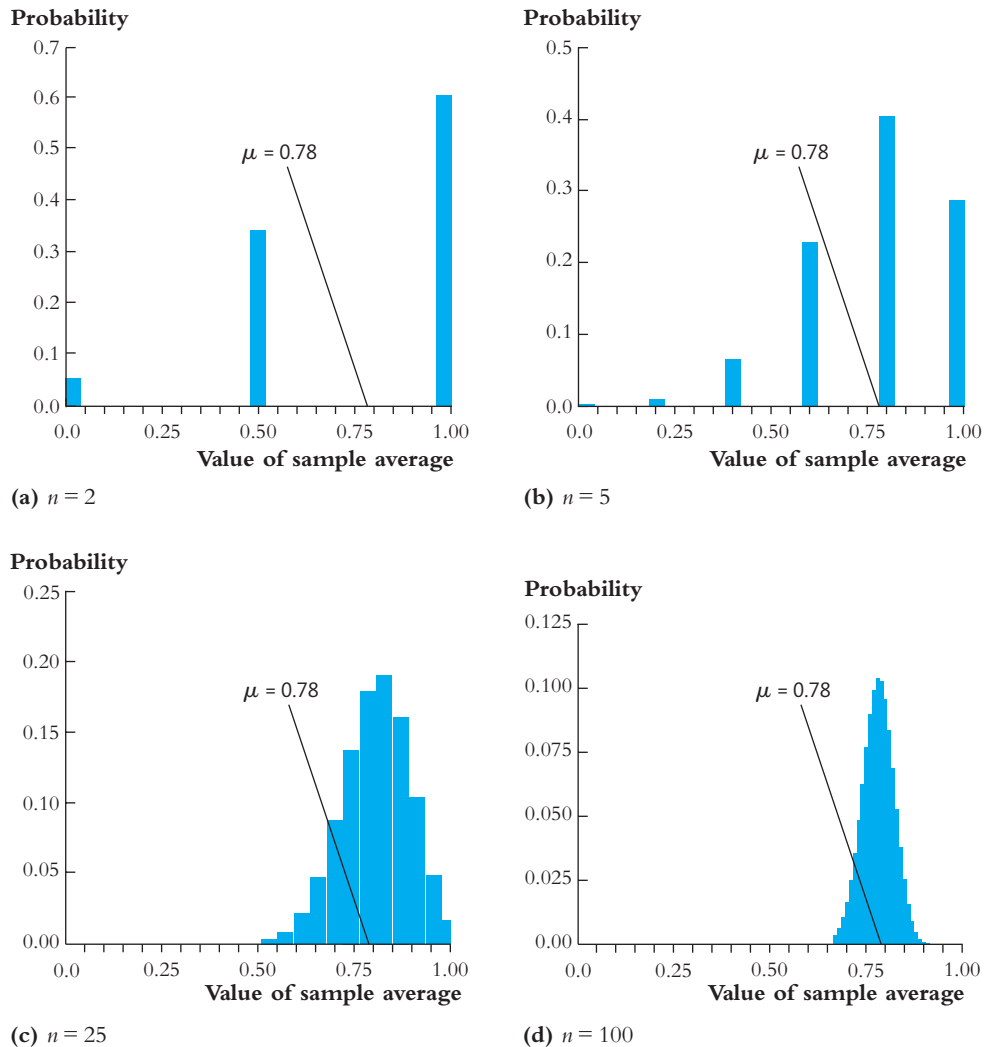 Probability
0.7
0.6
0.5
0.4
0.3
0.2
0.1
0.0
μ = 0.78
0.0 0.25 0.50 0.75 1.00
Value of sample average
(a) n = 2
Probability
0.5
0.4
0.3
0.2
0.1
0.0
μ = 0.78
0.0 0.25 0.50 0.75 1.00
Value of sample average
(b) n = 5
Probability
0.25
0.20
0.15
0.10
0.05
0.00
μ = 0.78
0.0 0.25 0.50 0.75 1.00
Value of sample average
(c) n = 25
Probability
0.125
0.100
0.075
0.050
0.025
0.00
μ = 0.78
0.0 0.25 0.50 0.75 1.00
Value of sample average
(d) n = 100